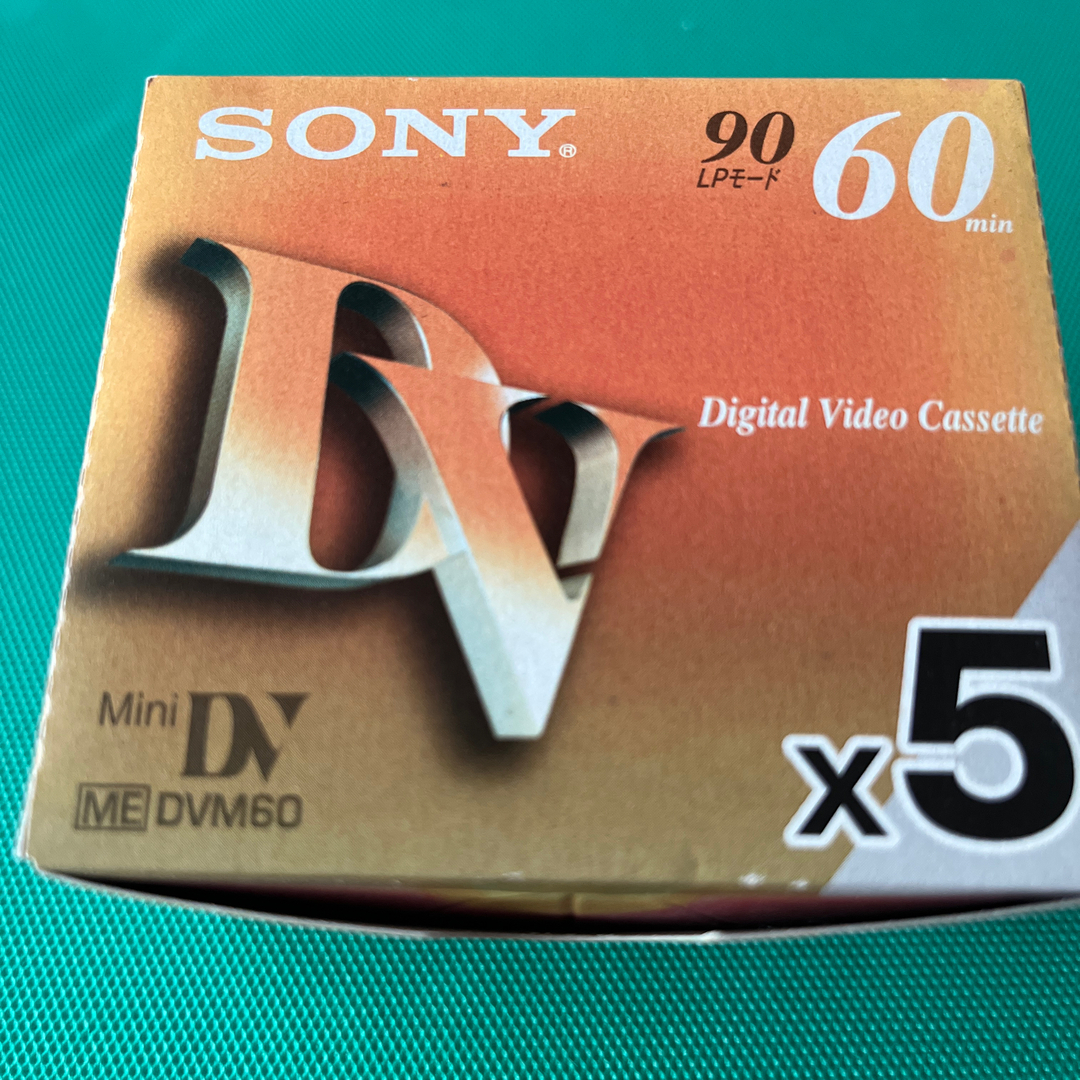 SONY®
90 60
LPモード min
DV
Digital Video Cassette
Mini DV
ME DVM60
x5